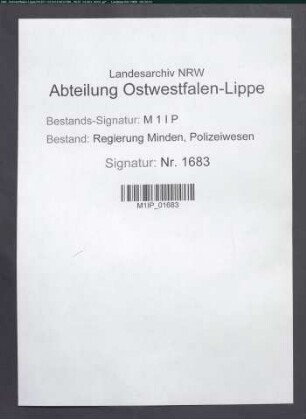 Landesarchiv NRW
Abteilung Ostwestfalen-Lippe
Bestands-Signatur: M 1 I P
Bestand: Regierung Minden, Polizeiwesen
Signatur: Nr. 1683
M1IP_01683